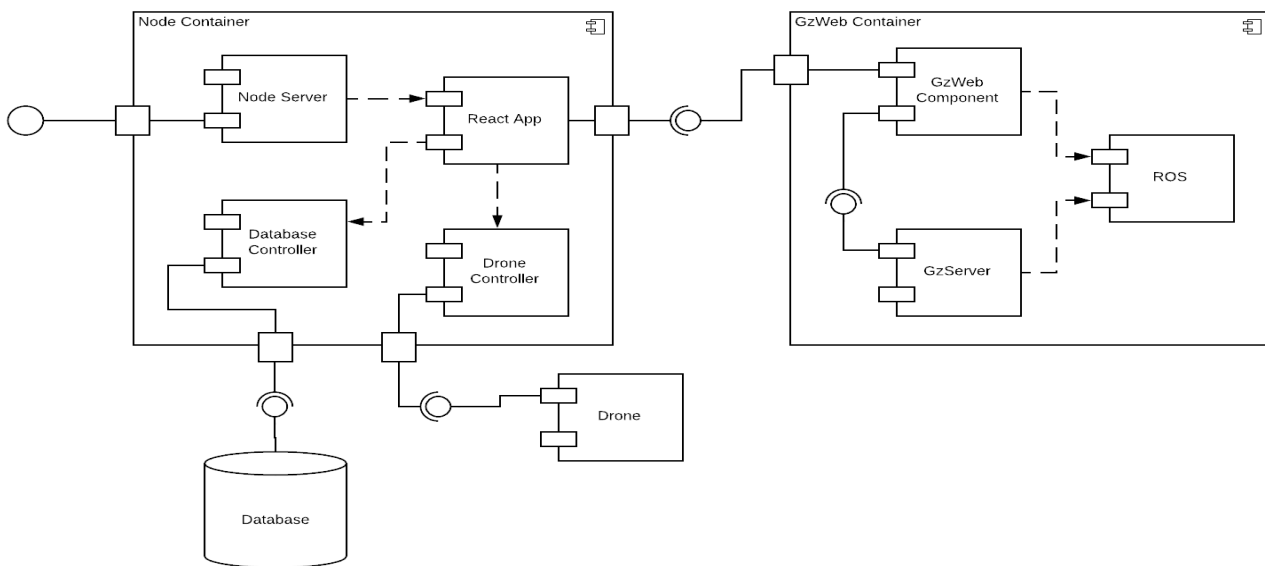 Node Container
GzWeb Container
Node Server
React App
GzWeb
Component
ROS
Database
Controller
Drone
Controller
GzServer
Drone
Database